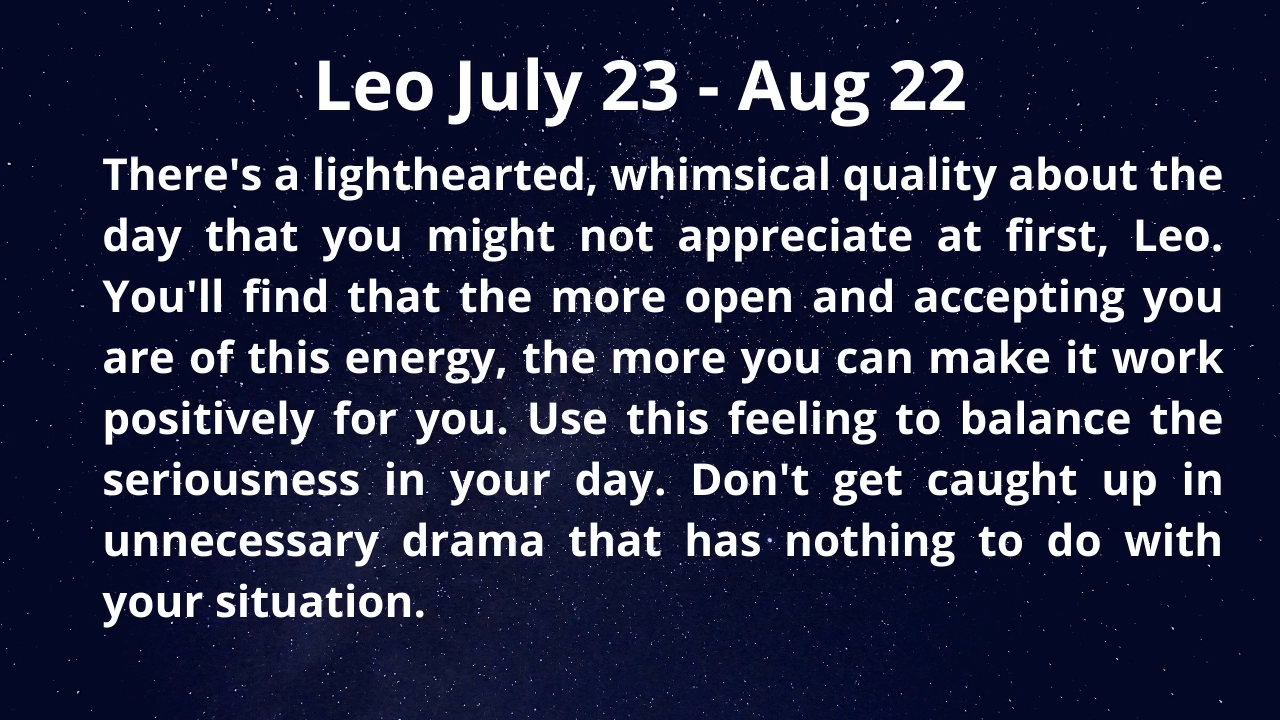 Leo July 23 - Aug 22
There's a lighthearted, whimsical quality about the
day that you might not appreciate at first, Leo.
You'll find that the more open and accepting you
are of this energy, the more you can make it work
positively for you. Use this feeling to balance the
seriousness in your day. Don't get caught up in
unnecessary drama that has nothing to do with
your situation.